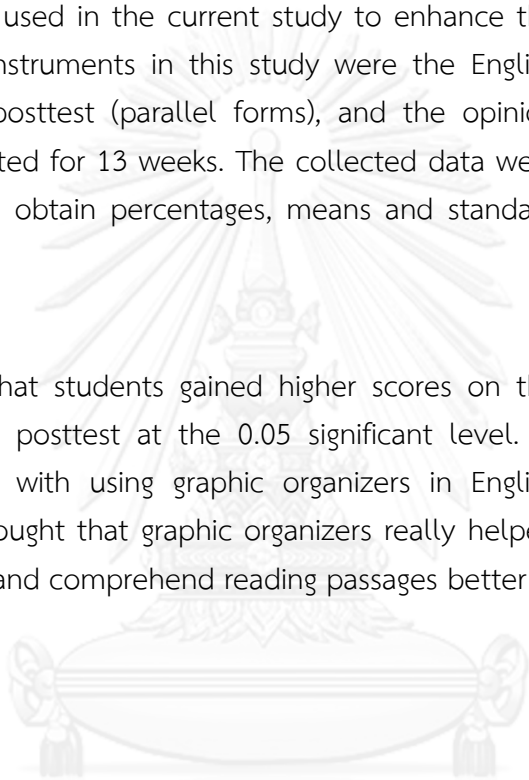 used in the current study to enhance th
nstruments in this study were the Engli
posttest (parallel forms), and the opinio
ted for 13 weeks. The collected data we
obtain percentages, means and standa
hat students gained higher scores on th
posttest at the 0.05 significant level.
with using graphic organizers in Engli
ought that graphic organizers really helpe
and comprehend reading passages better